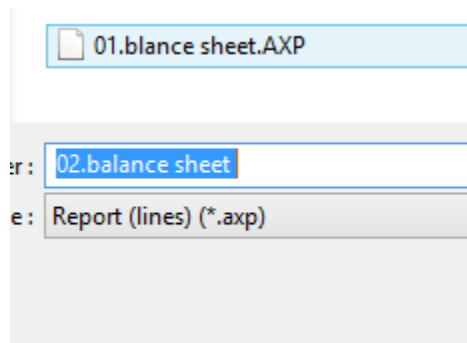 01.blance sheet.AXP
er : 02.balance sheet
e : Report (lines) (*.axp)